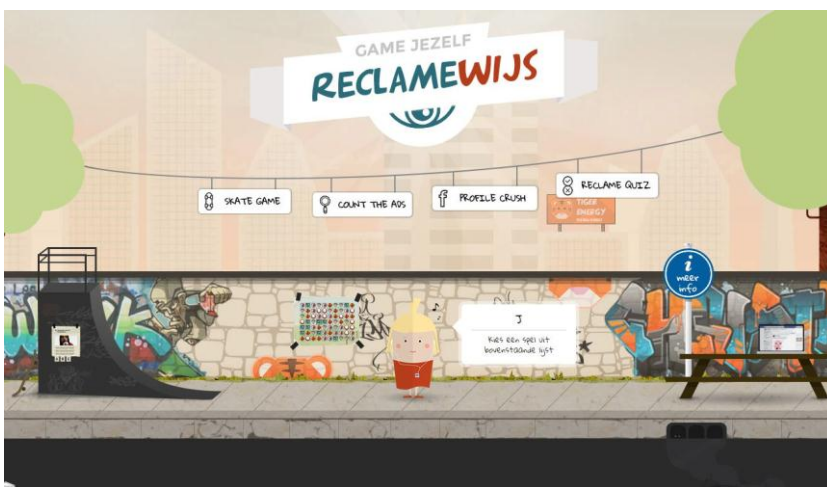 GAME JEZELF
RECLAMEWIJS
SKATE GAME
COUNT THE ADS
PROFILE CRUSH
RECLAME QUIZ
TIGER
ENERGY
i
meer
info
J
Kies een spel uit
bovenstaande lijst